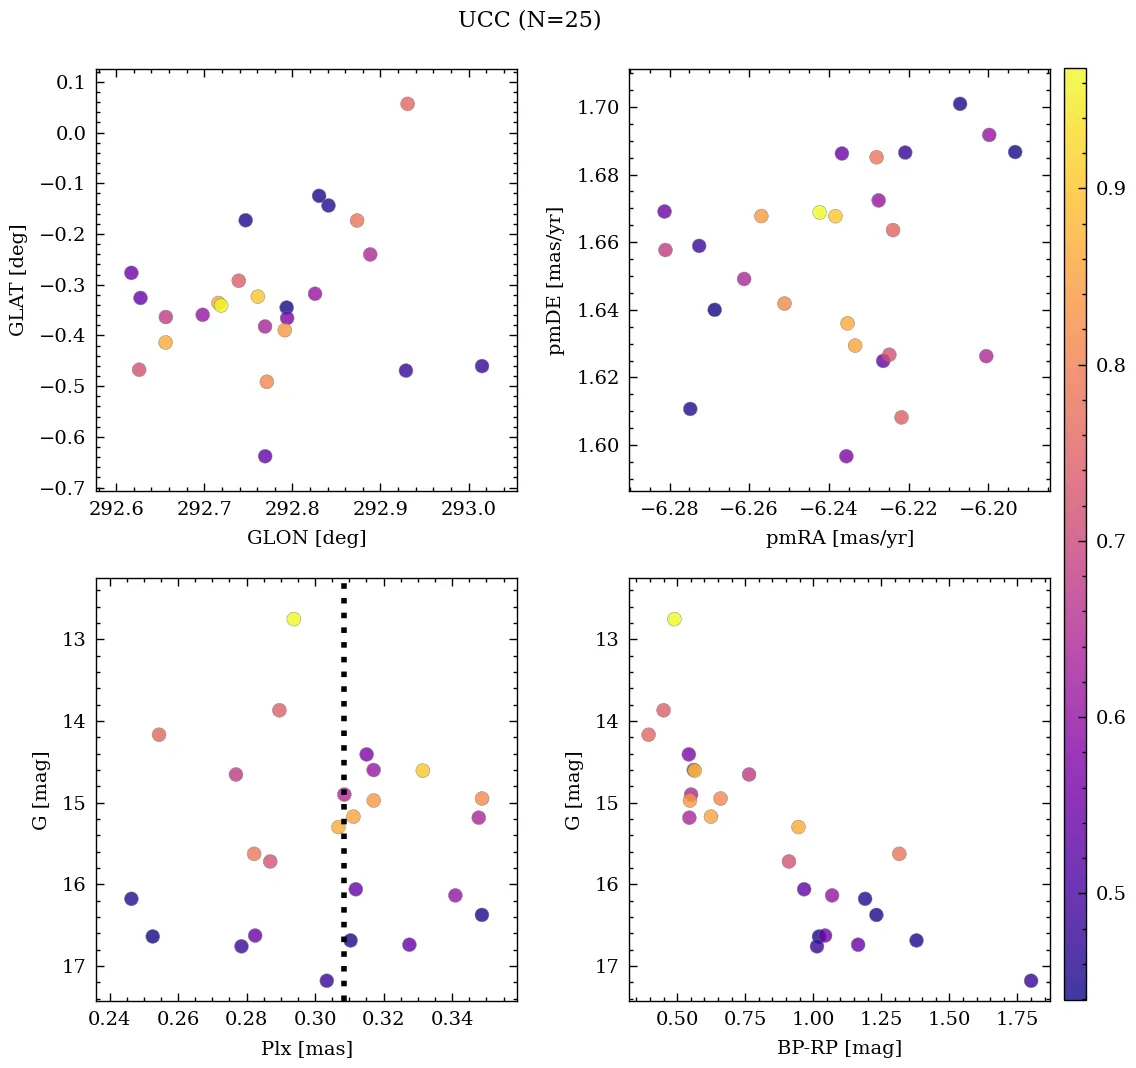 UCC (N=25)
0.1
0.0
−0.1
−0.2
−0.3
−0.4
−0.5
−0.6
−0.7
GLAT [deg]
292.6 292.7 292.8 292.9 293.0
GLON [deg]
1.70
1.68
1.66
1.64
1.62
1.60
pmDE [mas/yr]
−6.28 −6.26 −6.24 −6.22 −6.20
pmRA [mas/yr]
13
14
15
16
17
G [mag]
0.24 0.26 0.28 0.30 0.32 0.34
Plx [mas]
13
14
15
16
17
G [mag]
0.50 0.75 1.00 1.25 1.50 1.75
BP-RP [mag]
0.9
0.8
0.7
0.6
0.5